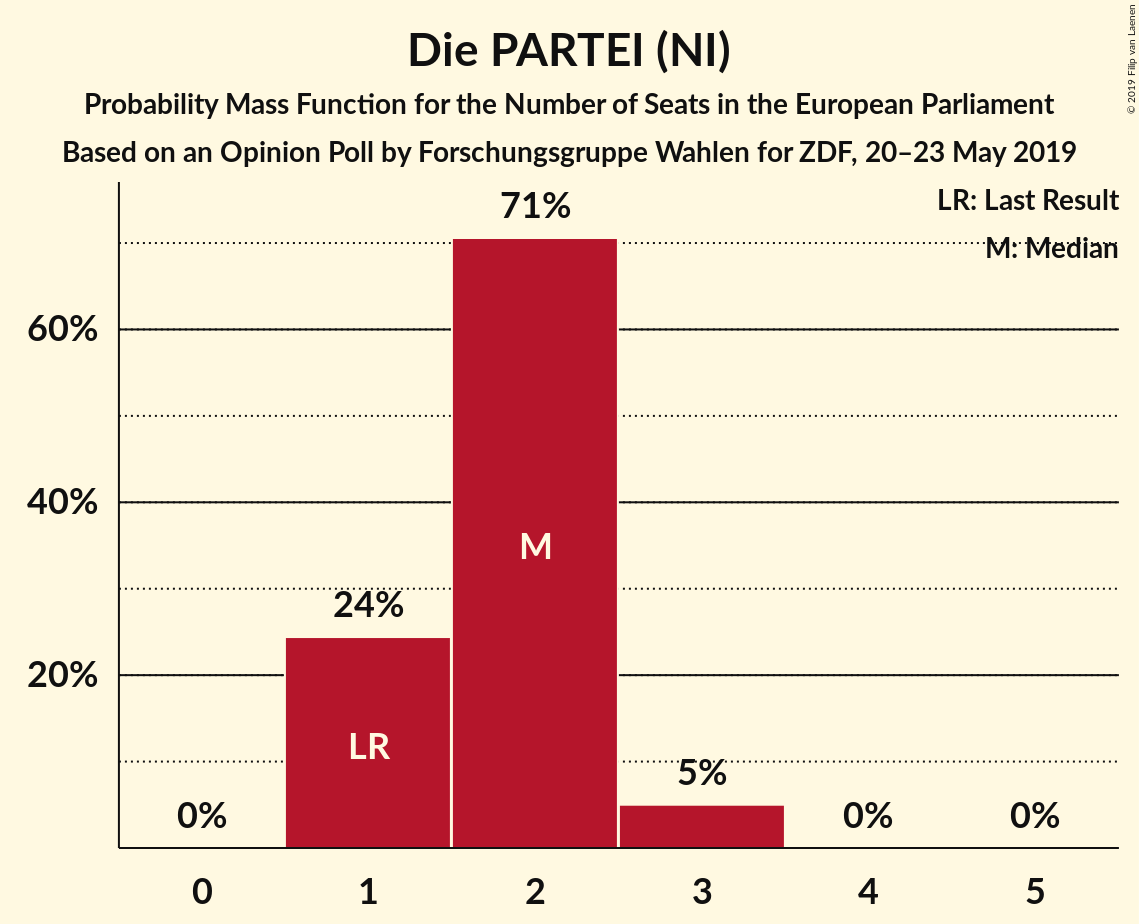 Die PARTEI (NI)
Probability Mass Function for the Number of Seats in the European Parliament
Based on an Opinion Poll by Forschungsgruppe Wahlen for ZDF, 20–23 May 2019
© 2019 Filip van Laenen
LR: Last Result
M: Median
71%
60%
40%
M
24%
20%
LR
5%
0%
0%
0%
0
1
2
3
4
5